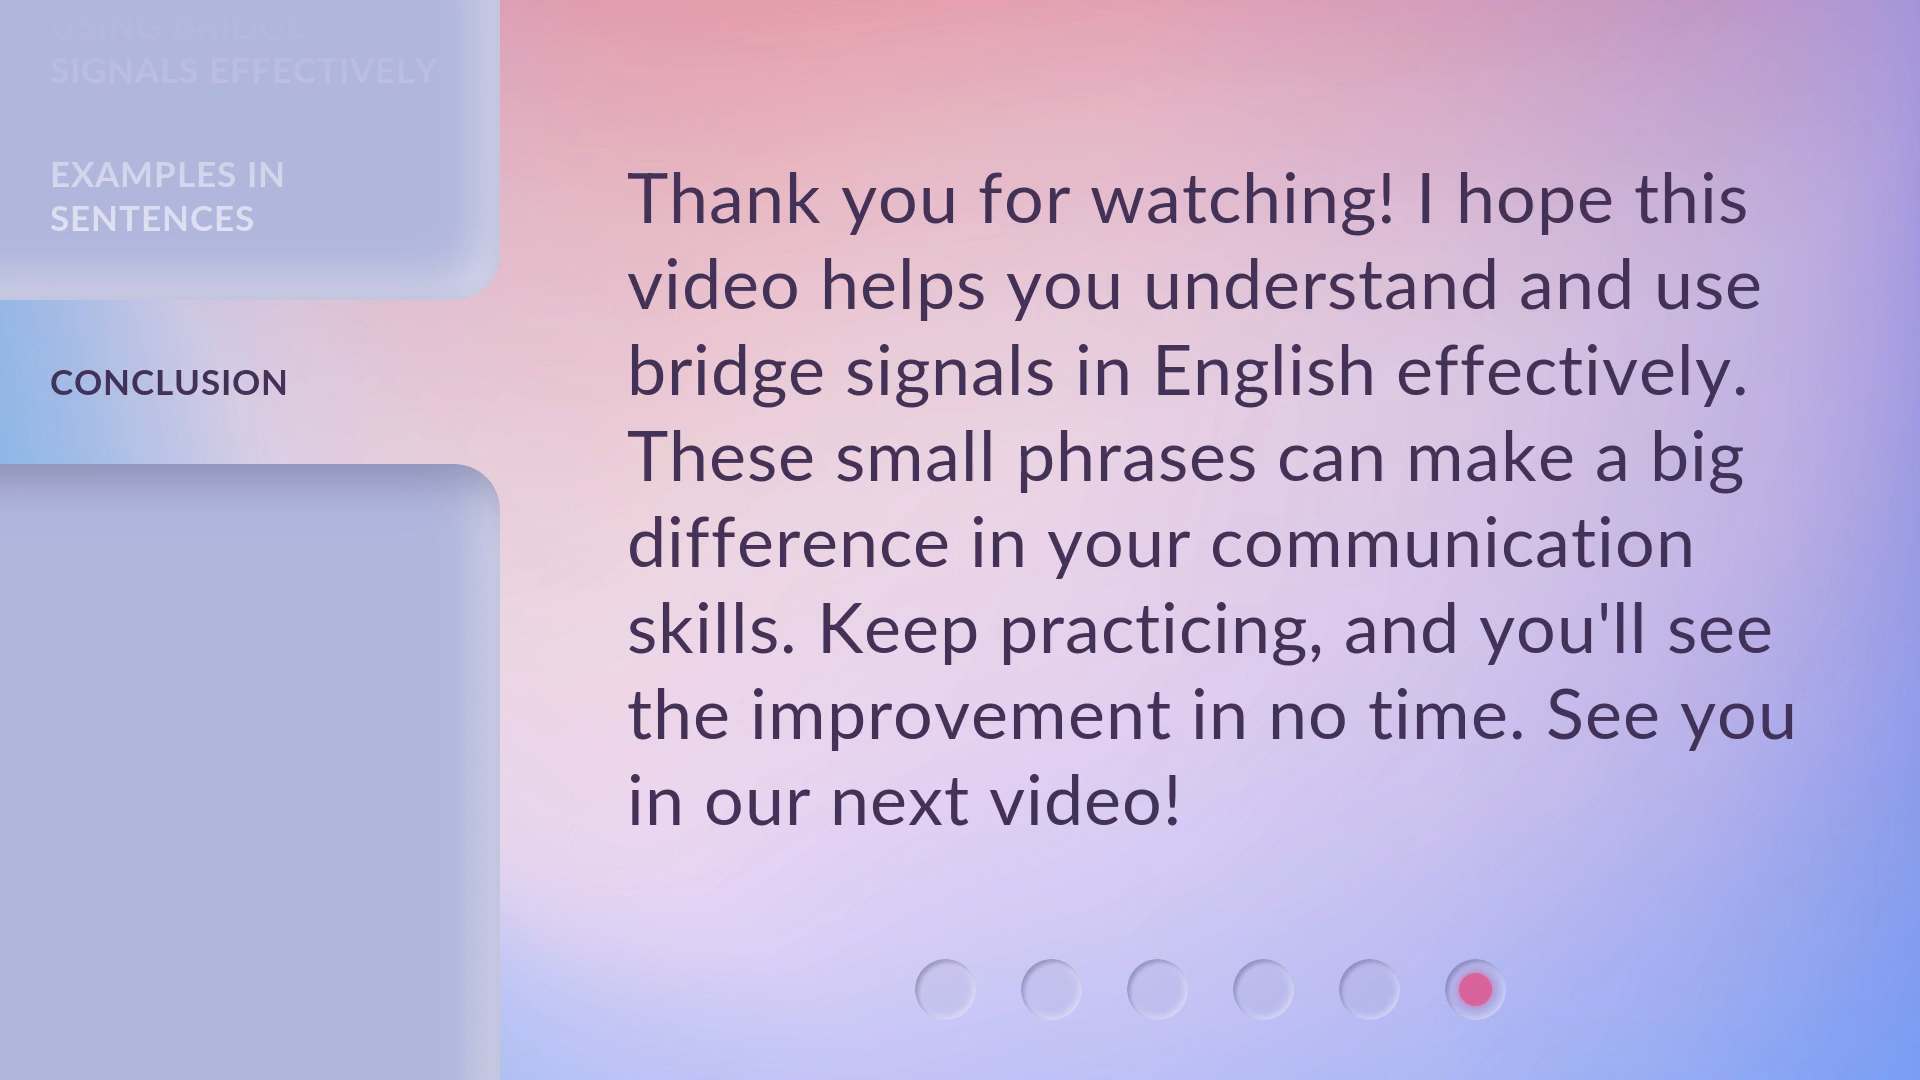 USING BRIDGE
SIGNALS EFFECTIVELY
EXAMPLES IN
SENTENCES
CONCLUSION
Thank you for watching! I hope this
video helps you understand and use
bridge signals in English effectively.
These small phrases can make a big
difference in your communication
skills. Keep practicing, and you'll see
the improvement in no time. See you
in our next video!